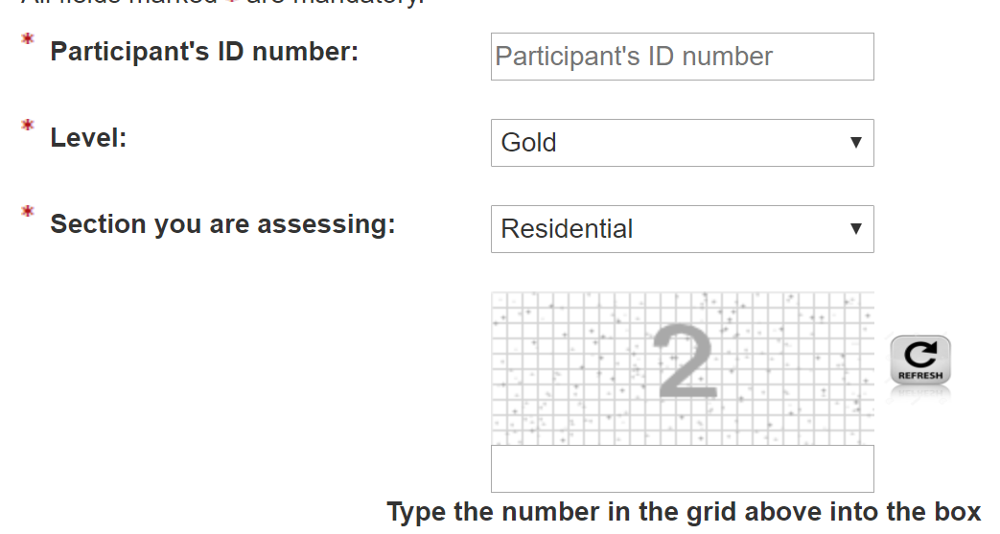 All fields marked * are mandatory.
* Participant's ID number:
Participant's ID number
* Level:
Gold
* Section you are assessing:
Residential
2
REFRESH
Type the number in the grid above into the box